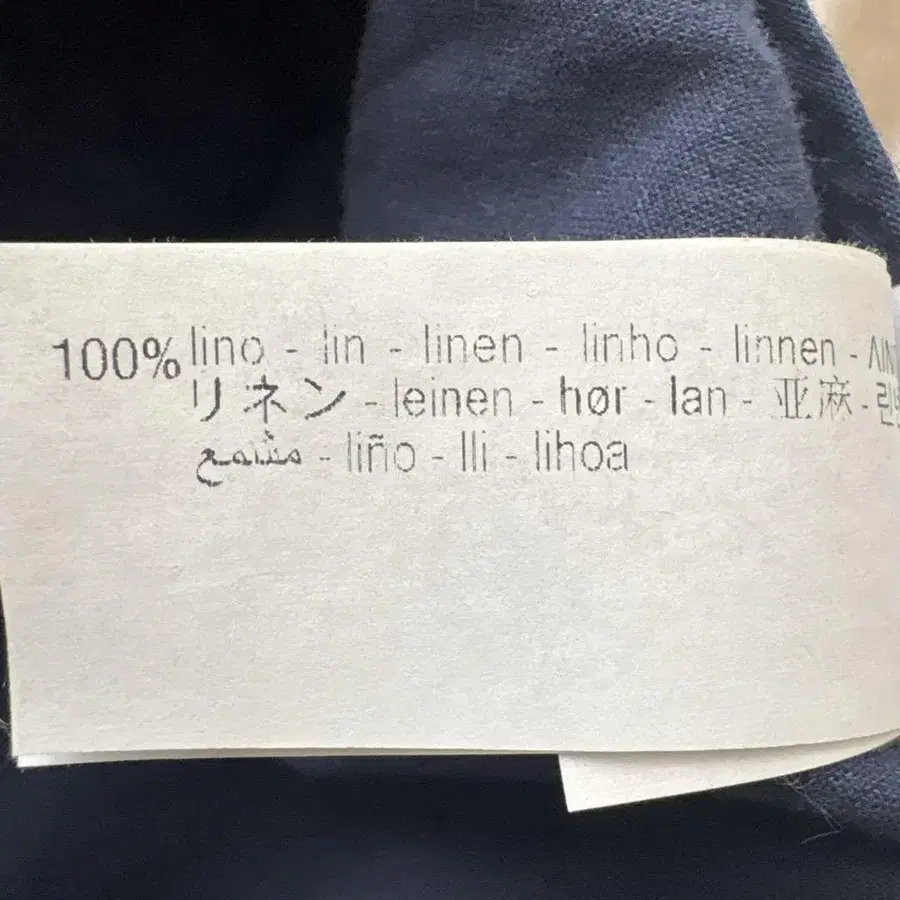 100% lino - lin - linen - linho - linnen -
リネン - leinen - hør - lan - 亚麻 -
مشمع - liño - lli - lihoa